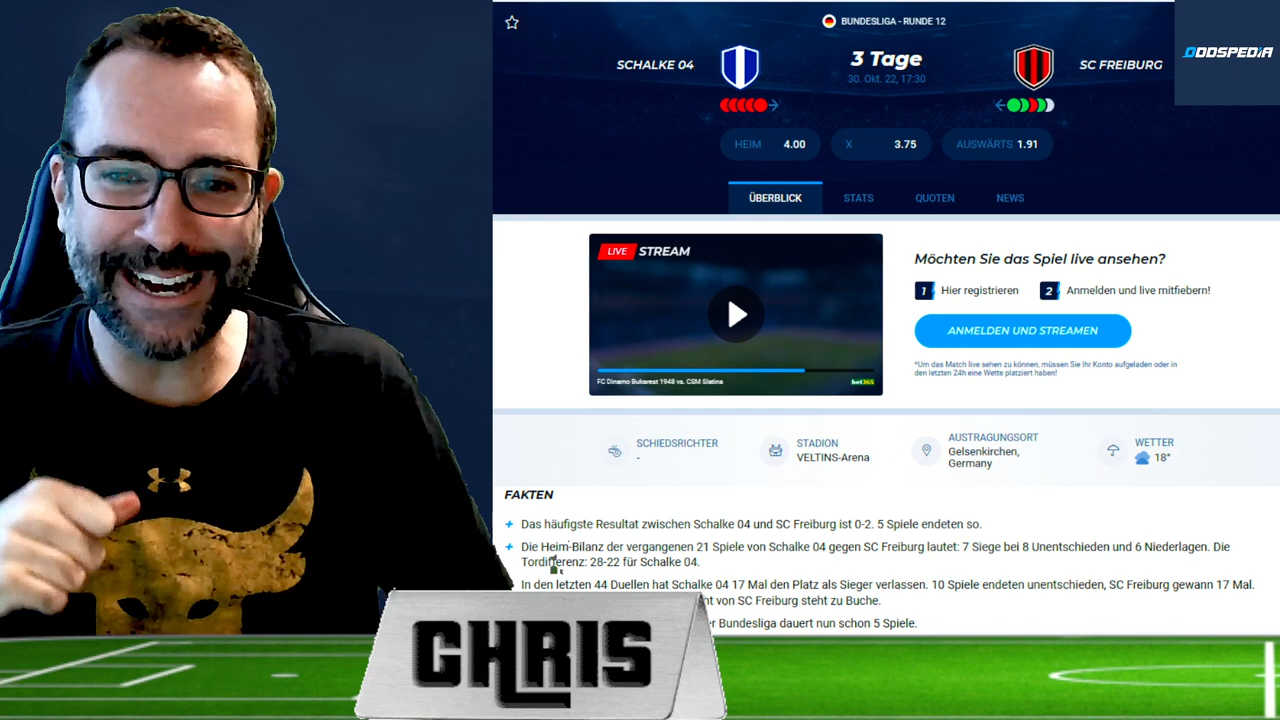 BUNDESLIGA - RUNDE 12
SCHALKE 04
3 Tage
SC FREIBURG
30. Okt. 22, 17:30
ODDSPEDIA
HEIM 4.00
X 3.75
AUSWÄRTS 1.91
ÜBERBLICK
STATS
QUOTEN
NEWS
LIVE STREAM
FC Dinamo Bukarest 1948 vs. CSM Slatina
bet365
Möchten Sie das Spiel live ansehen?
1 Hier registrieren
2 Anmelden und live mitfiebern!
ANMELDEN UND STREAMEN
*Um das Match live sehen zu können, müssen Sie Ihr Konto aufgeladen oder in
den letzten 24h eine Wette platziert haben!
SCHIEDSRICHTER
-
STADION
VELTINS-Arena
AUSTRAGUNGSORT
Gelsenkirchen,
Germany
WETTER
18°
FAKTEN
Das häufigste Resultat zwischen Schalke 04 und SC Freiburg ist 0-2. 5 Spiele endeten so.
Die Heim-Bilanz der vergangenen 21 Spiele von Schalke 04 gegen SC Freiburg lautet: 7 Siege bei 8 Unentschieden und 6 Niederlagen. Die
Tordifferenz: 28-22 für Schalke 04.
In den letzten 44 Duellen hat Schalke 04 17 Mal den Platz als Sieger verlassen. 10 Spiele endeten unentschieden, SC Freiburg gewann 17 Mal.
von SC Freiburg steht zu Buche.
Bundesliga dauert nun schon 5 Spiele.
CHRIS